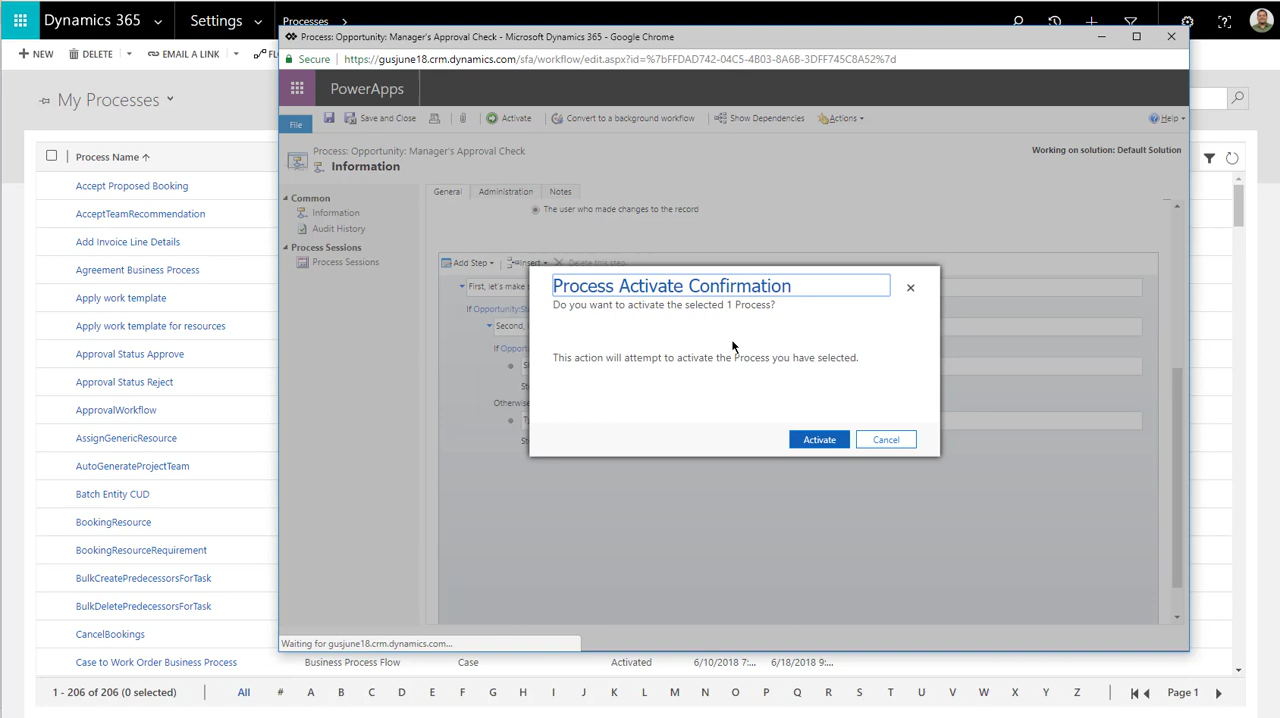 Dynamics 365
Settings
Processes
Process: Opportunity: Manager's Approval Check - Microsoft Dynamics 365 - Google Chrome
Secure
https://gusjune18.crm.dynamics.com/sfa/workflow/edit.aspx?id=%7bFFDAD742-04C5-4B03-8A6B-3DFF745C8A52%7d
NEW
DELETE
EMAIL A LINK
PowerApps
My Processes
File
Save and Close
Activate
Convert to a background workflow
Show Dependencies
Actions
Help
Process: Opportunity: Manager's Approval Check
Information
Working on solution: Default Solution
Common
Information
Audit History
Process Sessions
Process Sessions
General
Administration
Notes
The user who made changes to the record
Add Step
Insert
Delete this step.
First, let's make
If Opportunity:
Second,
If
Otherwise
Process Activate Confirmation
Do you want to activate the selected 1 Process?
This action will attempt to activate the Process you have selected.
Activate
Cancel
Waiting for gusjune18.crm.dynamics.com...
Process Name
Accept Proposed Booking
AcceptTeamRecommendation
Add Invoice Line Details
Agreement Business Process
Apply work template
Apply work template for resources
Approval Status Approve
Approval Status Reject
ApprovalWorkflow
AssignGenericResource
AutoGenerateProjectTeam
Batch Entity CUD
BookingResource
BookingResourceRequirement
BulkCreatePredecessorsForTask
BulkDeletePredecessorsForTask
CancelBookings
Case to Work Order Business Process
Business Process Flow
Case
Activated
6/10/2018 7:...
6/18/2018 9:...
1 - 206 of 206 (0 selected)
All # A B C D E F G H I J K L M N O P Q R S T U V W X Y Z
Page 1